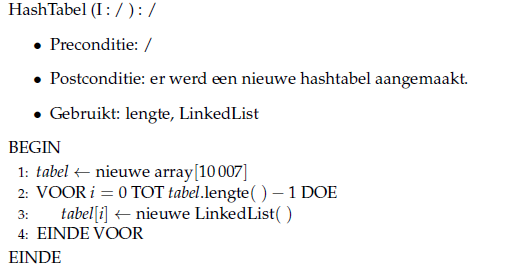 HashTabel (I : / ) : /
• Preconditie: /
• Postconditie: er werd een nieuwe hashtabel aangemaakt.
• Gebruikt: lengte, LinkedList
BEGIN
1: tabel ← nieuwe array[10 007]
2: VOOR i = 0 TOT tabel.lengte( ) − 1 DOE
3: tabel[i] ← nieuwe LinkedList( )
4: EINDE VOOR
EINDE